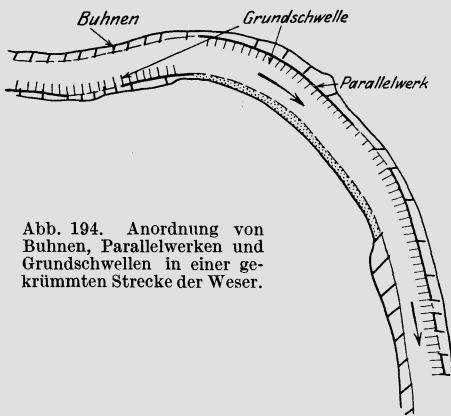 Buhnen
Grundschwelle
Parallelwerk
Abb. 194. Anordnung von
Buhnen, Parallelwerken und
Grundschwellen in einer ge-
krümmten Strecke der Weser.